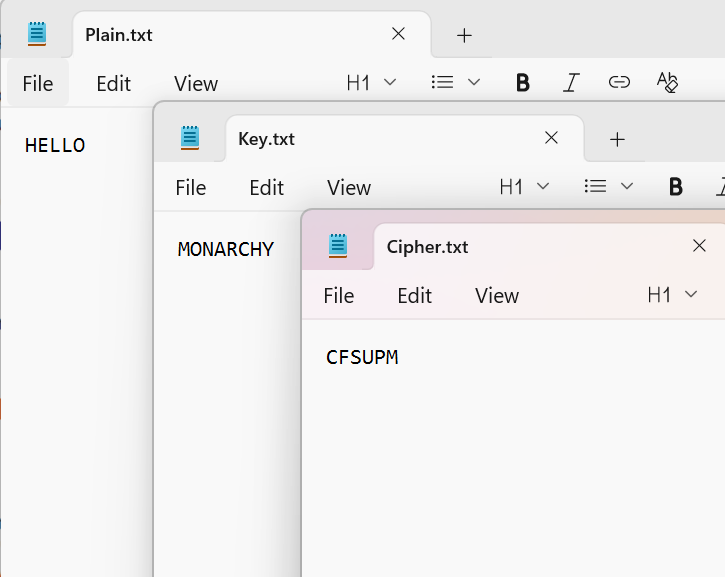 Plain.txt
File Edit View H1 B I
HELLO
Key.txt
File Edit View H1 B
MONARCHY
Cipher.txt
File Edit View H1
CFSUPM